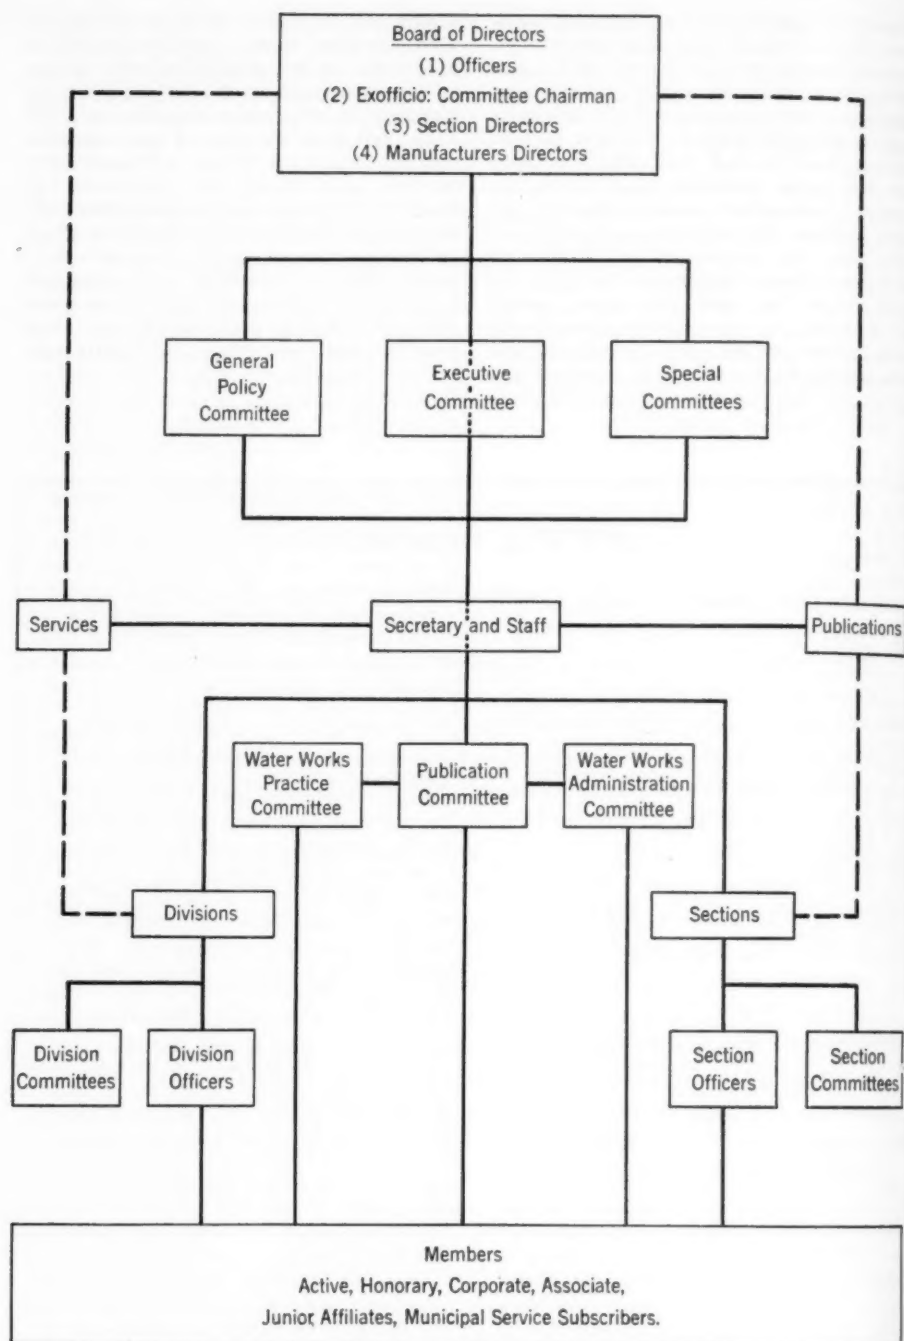 Board of Directors
(1) Officers
(2) Exofficio: Committee Chairman
(3) Section Directors
(4) Manufacturers Directors
General
Policy
Committee
Executive
Committee
Special
Committees
Services
Secretary and Staff
Publications
Water Works
Practice
Committee
Publication
Committee
Water Works
Administration
Committee
Divisions
Sections
Division
Committees
Division
Officers
Section
Officers
Section
Committees
Members
Active, Honorary, Corporate, Associate,
Junior, Affiliates, Municipal Service Subscribers.